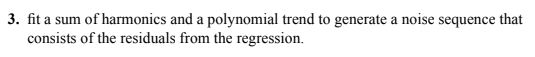 3. fit a sum of harmonics and a polynomial trend to generate a noise sequence that
consists of the residuals from the regression.